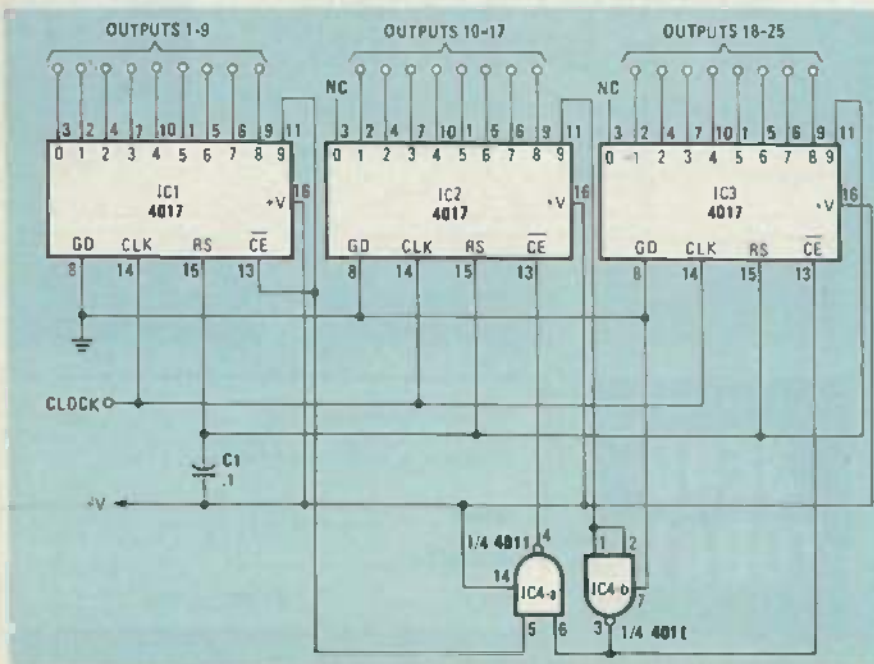 OUTPUTS 1-9 OUTPUTS 10-17 OUTPUTS 18-25
NC NC
3 2 4 7 10 1 5 6 9 11 3 2 4 7 10 1 5 6 9 11 3 2 4 7 10 1 5 6 9 11
0 1 2 3 4 5 6 7 8 9 0 1 2 3 4 5 6 7 8 9 0 1 2 3 4 5 6 7 8 9
IC1 +V 16 IC2 +V 16 IC3 +V 16
4017 4017 4017
GD CLK RS CE GD CLK RS CE GD CLK RS CE
8 14 15 13 8 14 15 13 8 14 15 13
CLOCK
C1
.1
+V
1/4 4011 4 1 2
14 IC4-a IC4-b 7
5 6 3 1/4 4011